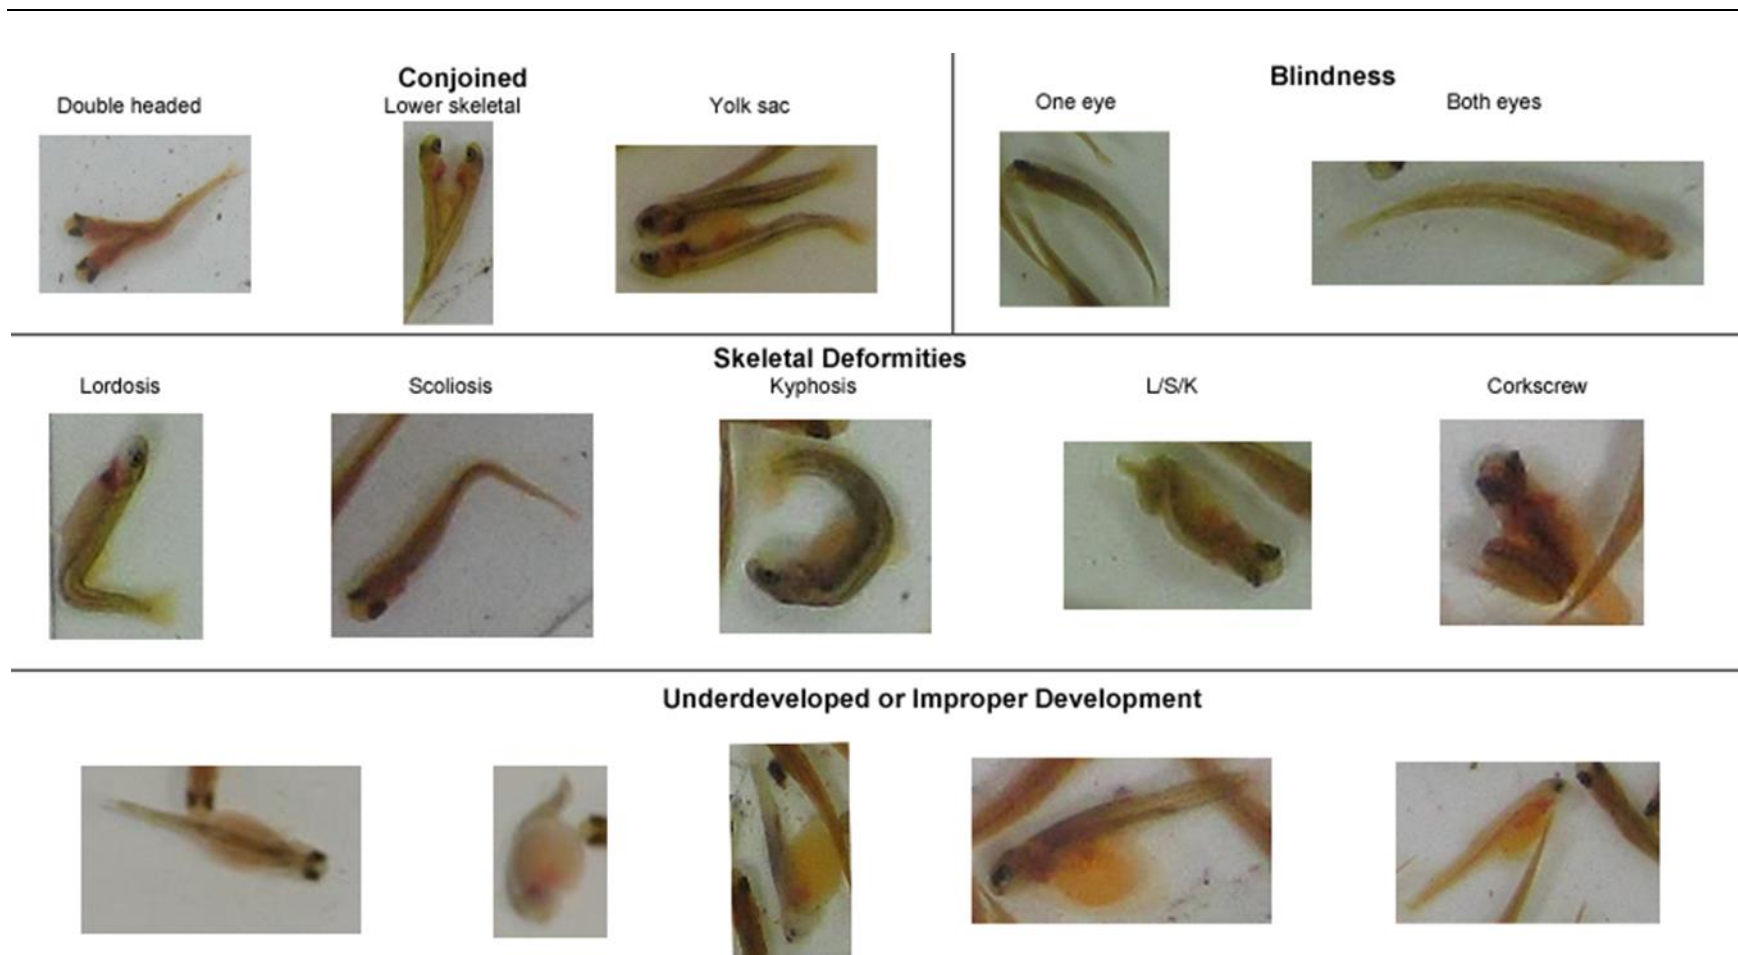 Conjoined
Double headed
Lower skeletal
Yolk sac
Blindness
One eye
Both eyes
Skeletal Deformities
Lordosis
Scoliosis
Kyphosis
L/S/K
Corkscrew
Underdeveloped or Improper Development